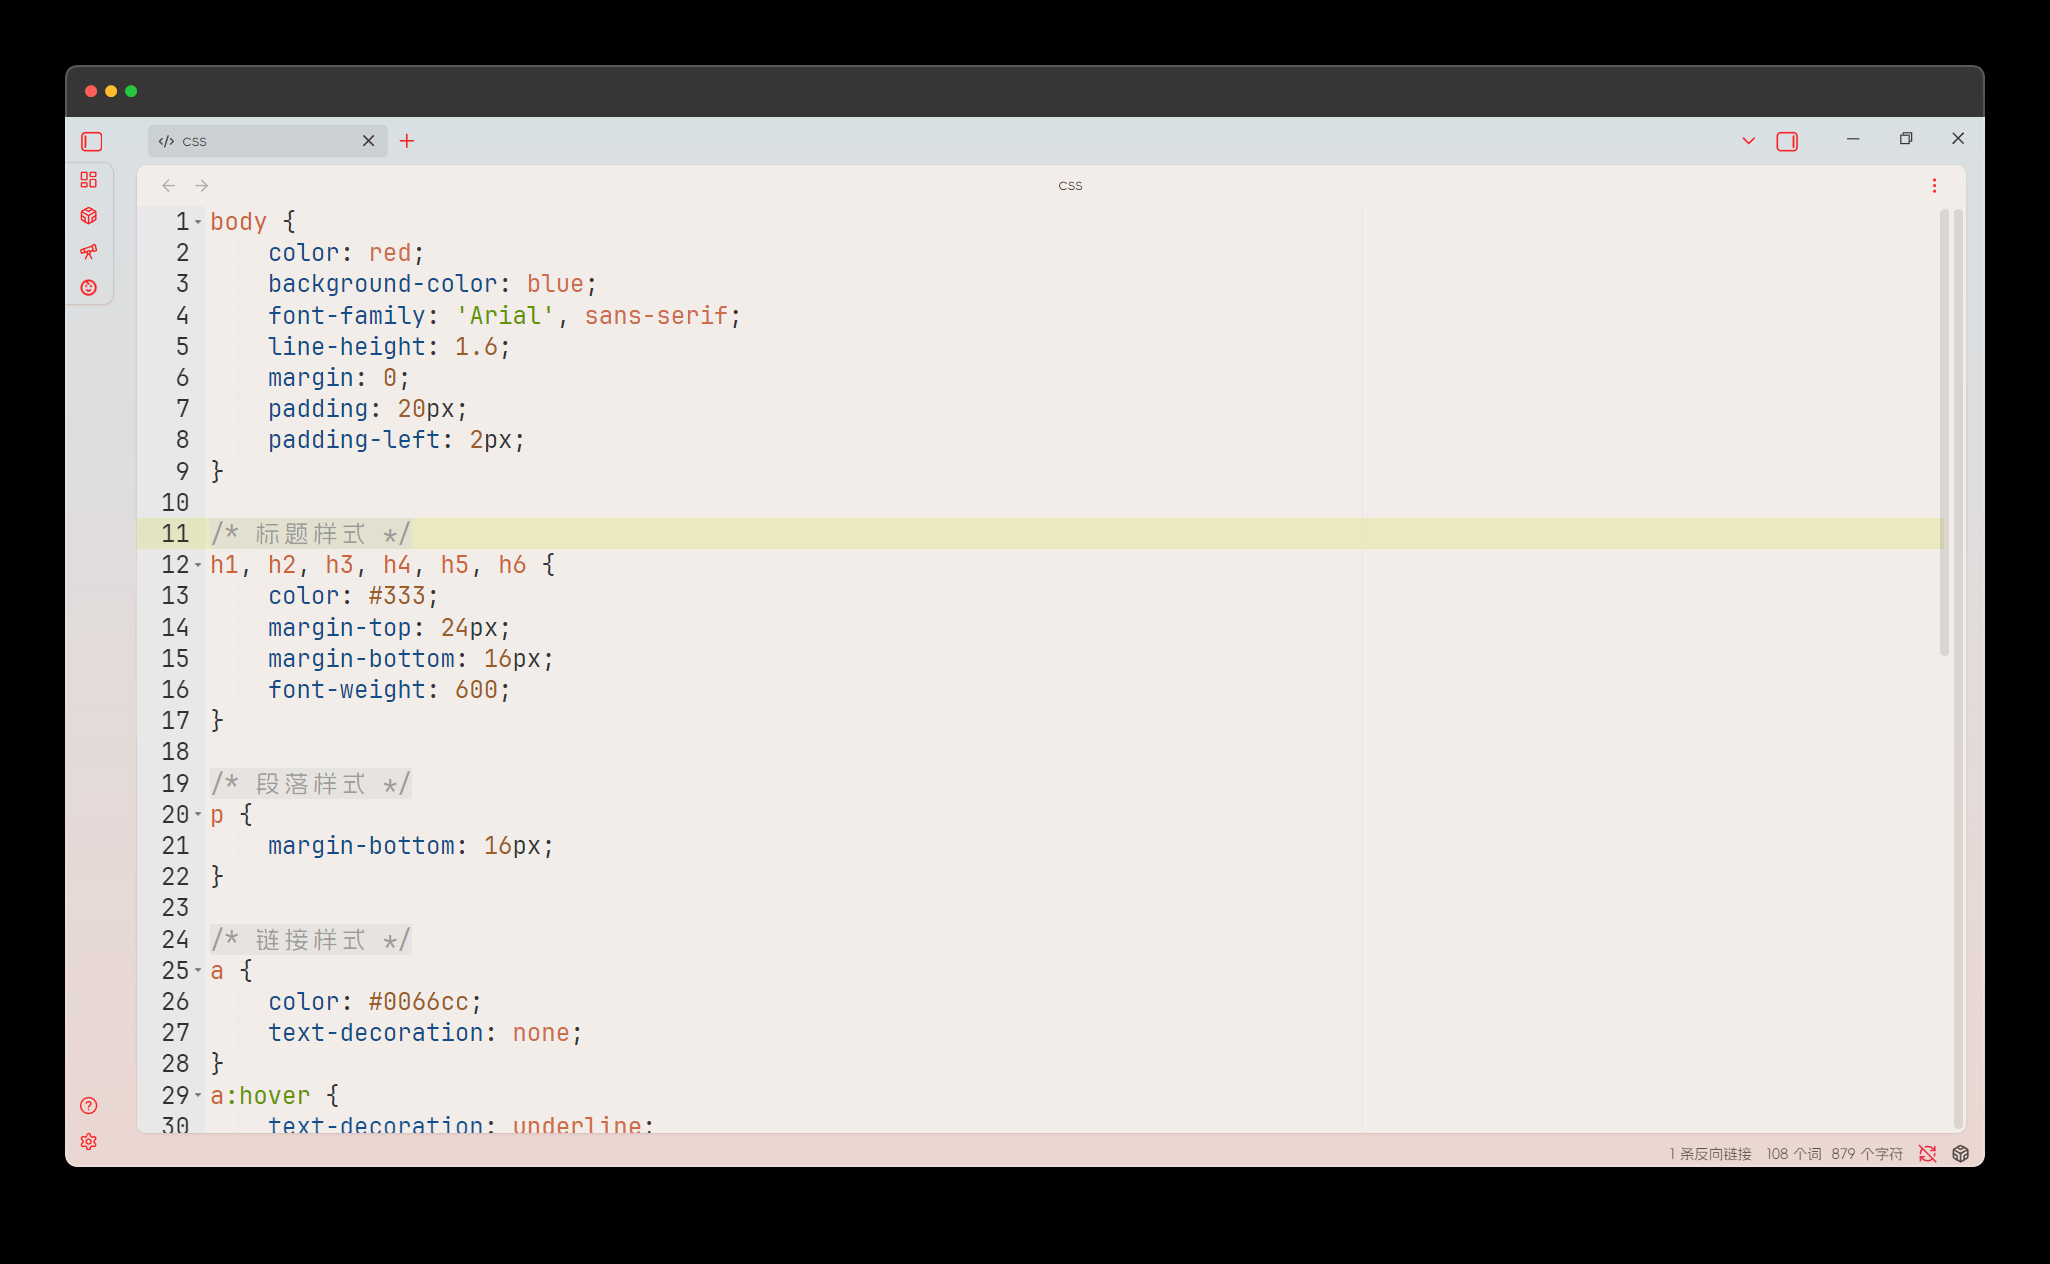 CSS
CSS
1 body {
2     color: red;
3     background-color: blue;
4     font-family: 'Arial', sans-serif;
5     line-height: 1.6;
6     margin: 0;
7     padding: 20px;
8     padding-left: 2px;
9 }
10
11 /* 标题样式 */
12 h1, h2, h3, h4, h5, h6 {
13     color: #333;
14     margin-top: 24px;
15     margin-bottom: 16px;
16     font-weight: 600;
17 }
18
19 /* 段落样式 */
20 p {
21     margin-bottom: 16px;
22 }
23
24 /* 链接样式 */
25 a {
26     color: #0066cc;
27     text-decoration: none;
28 }
29 a:hover {
30     text-decoration: underline;
1 条反向链接 108 个词 879 个字符